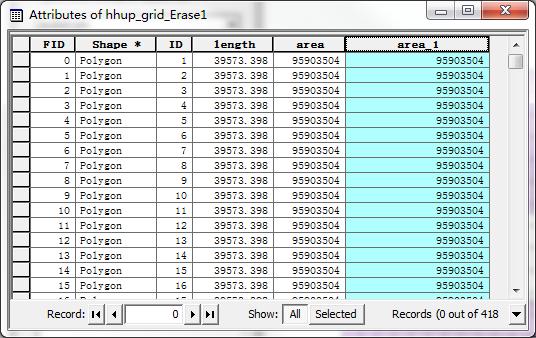 Attributes of hhup_grid_Erase1
FID Shape * ID length area area_1
0 Polygon 1 39573.398 95903504 95903504
1 Polygon 2 39573.398 95903504 95903504
2 Polygon 3 39573.398 95903504 95903504
3 Polygon 4 39573.398 95903504 95903504
4 Polygon 5 39573.398 95903504 95903504
5 Polygon 6 39573.398 95903504 95903504
6 Polygon 7 39573.398 95903504 95903504
7 Polygon 8 39573.398 95903504 95903504
8 Polygon 9 39573.398 95903504 95903504
9 Polygon 10 39573.398 95903504 95903504
10 Polygon 11 39573.398 95903504 95903504
11 Polygon 12 39573.398 95903504 95903504
12 Polygon 13 39573.398 95903504 95903504
13 Polygon 14 39573.398 95903504 95903504
14 Polygon 15 39573.398 95903504 95903504
15 Polygon 16 39573.398 95903504 95903504
Record: 0 Show: All Selected Records (0 out of 418